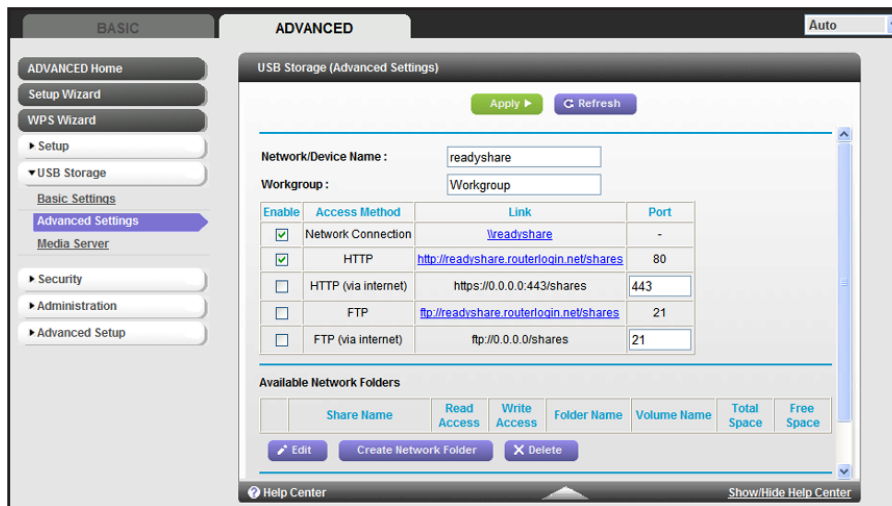 BASIC
ADVANCED
Auto
ADVANCED Home
Setup Wizard
WPS Wizard
Setup
USB Storage
Basic Settings
Advanced Settings
Media Server
Security
Administration
Advanced Setup
USB Storage (Advanced Settings)
Apply
Refresh
Network/Device Name : readyshare
Workgroup : Workgroup
Enable Access Method Link Port
Network Connection \\readyshare -
HTTP http://readyshare.routerlogin.net/shares 80
HTTP (via internet) https://0.0.0.0:443/shares 443
FTP ftp://readyshare.routerlogin.net/shares 21
FTP (via internet) ftp://0.0.0.0/shares 21
Available Network Folders
Share Name Read Access Write Access Folder Name Volume Name Total Space Free Space
Edit Create Network Folder Delete
Help Center Show/Hide Help Center